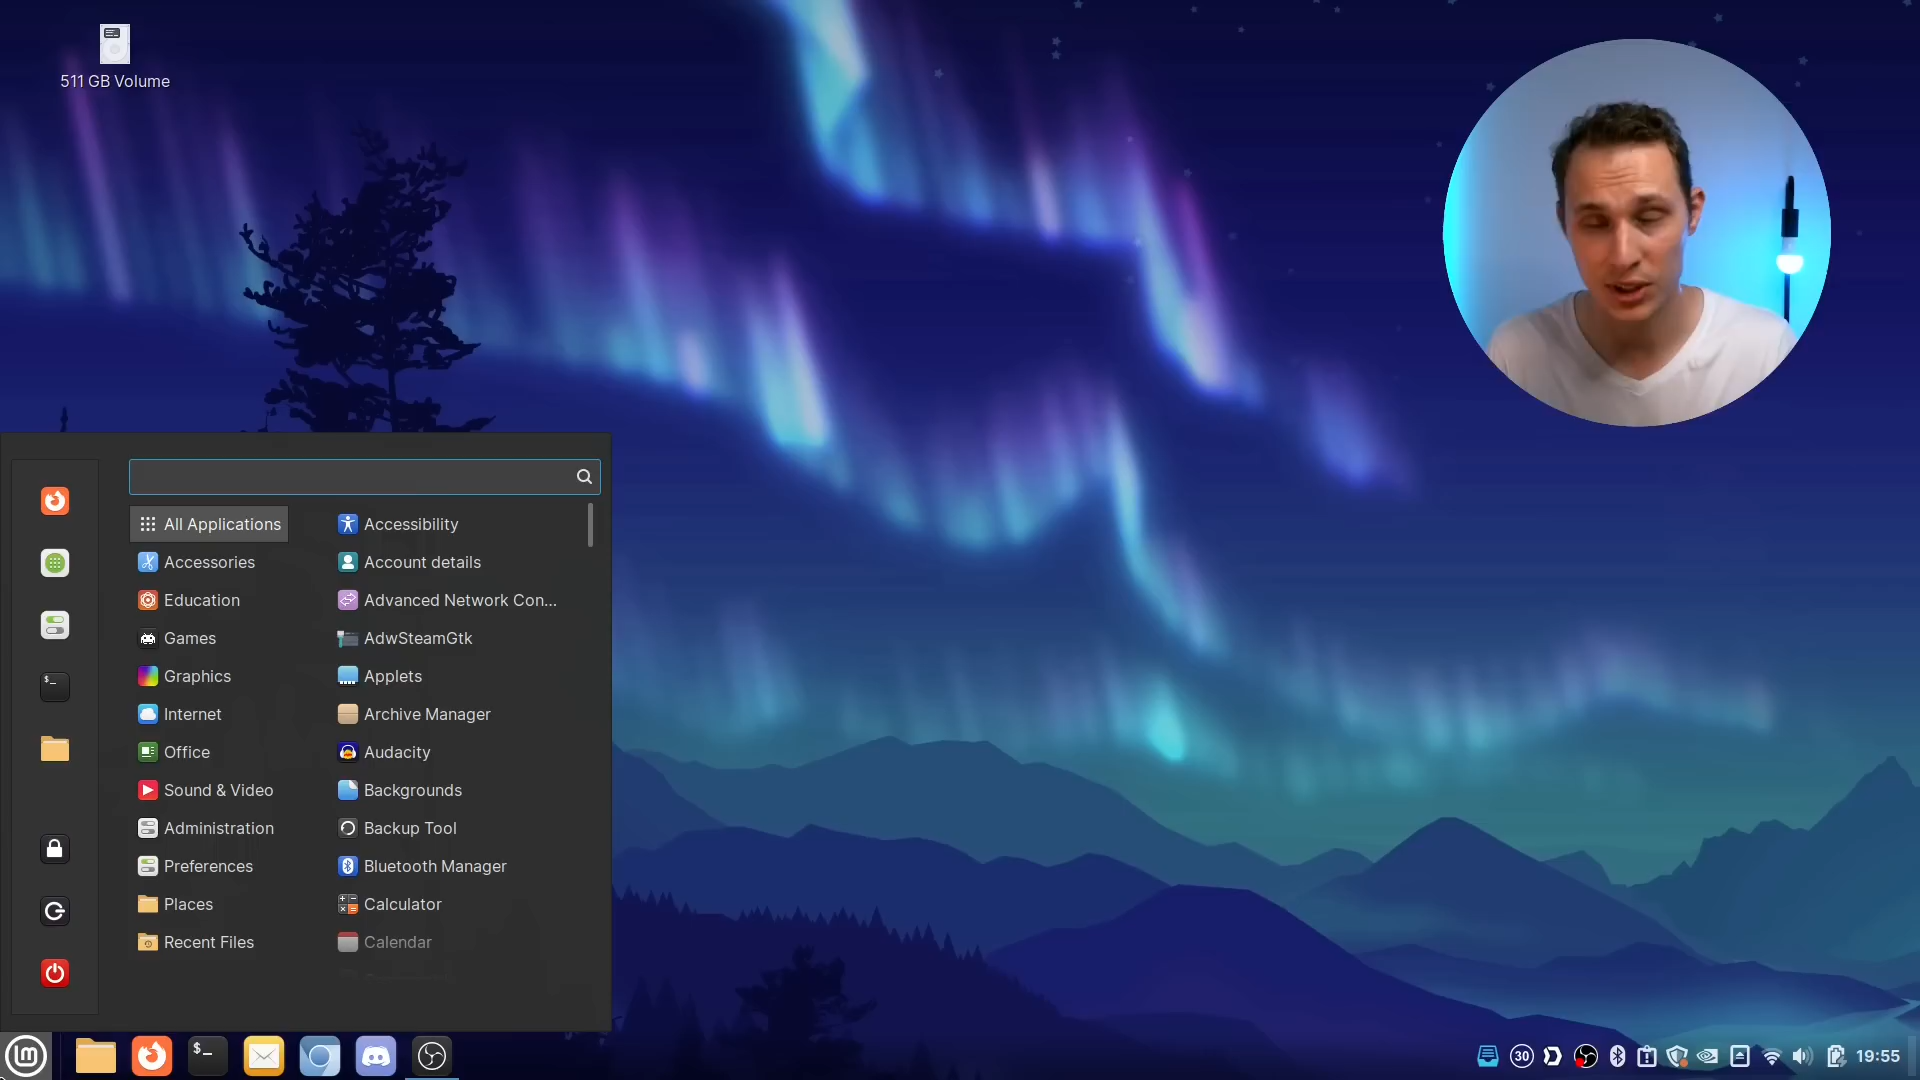 511 GB Volume
All Applications
Accessories
Education
Games
Graphics
Internet
Office
Sound & Video
Administration
Preferences
Places
Recent Files
Accessibility
Account details
Advanced Network Con...
AdwSteamGtk
Applets
Archive Manager
Audacity
Backgrounds
Backup Tool
Bluetooth Manager
Calculator
Calendar
$_
$_
30
19:55